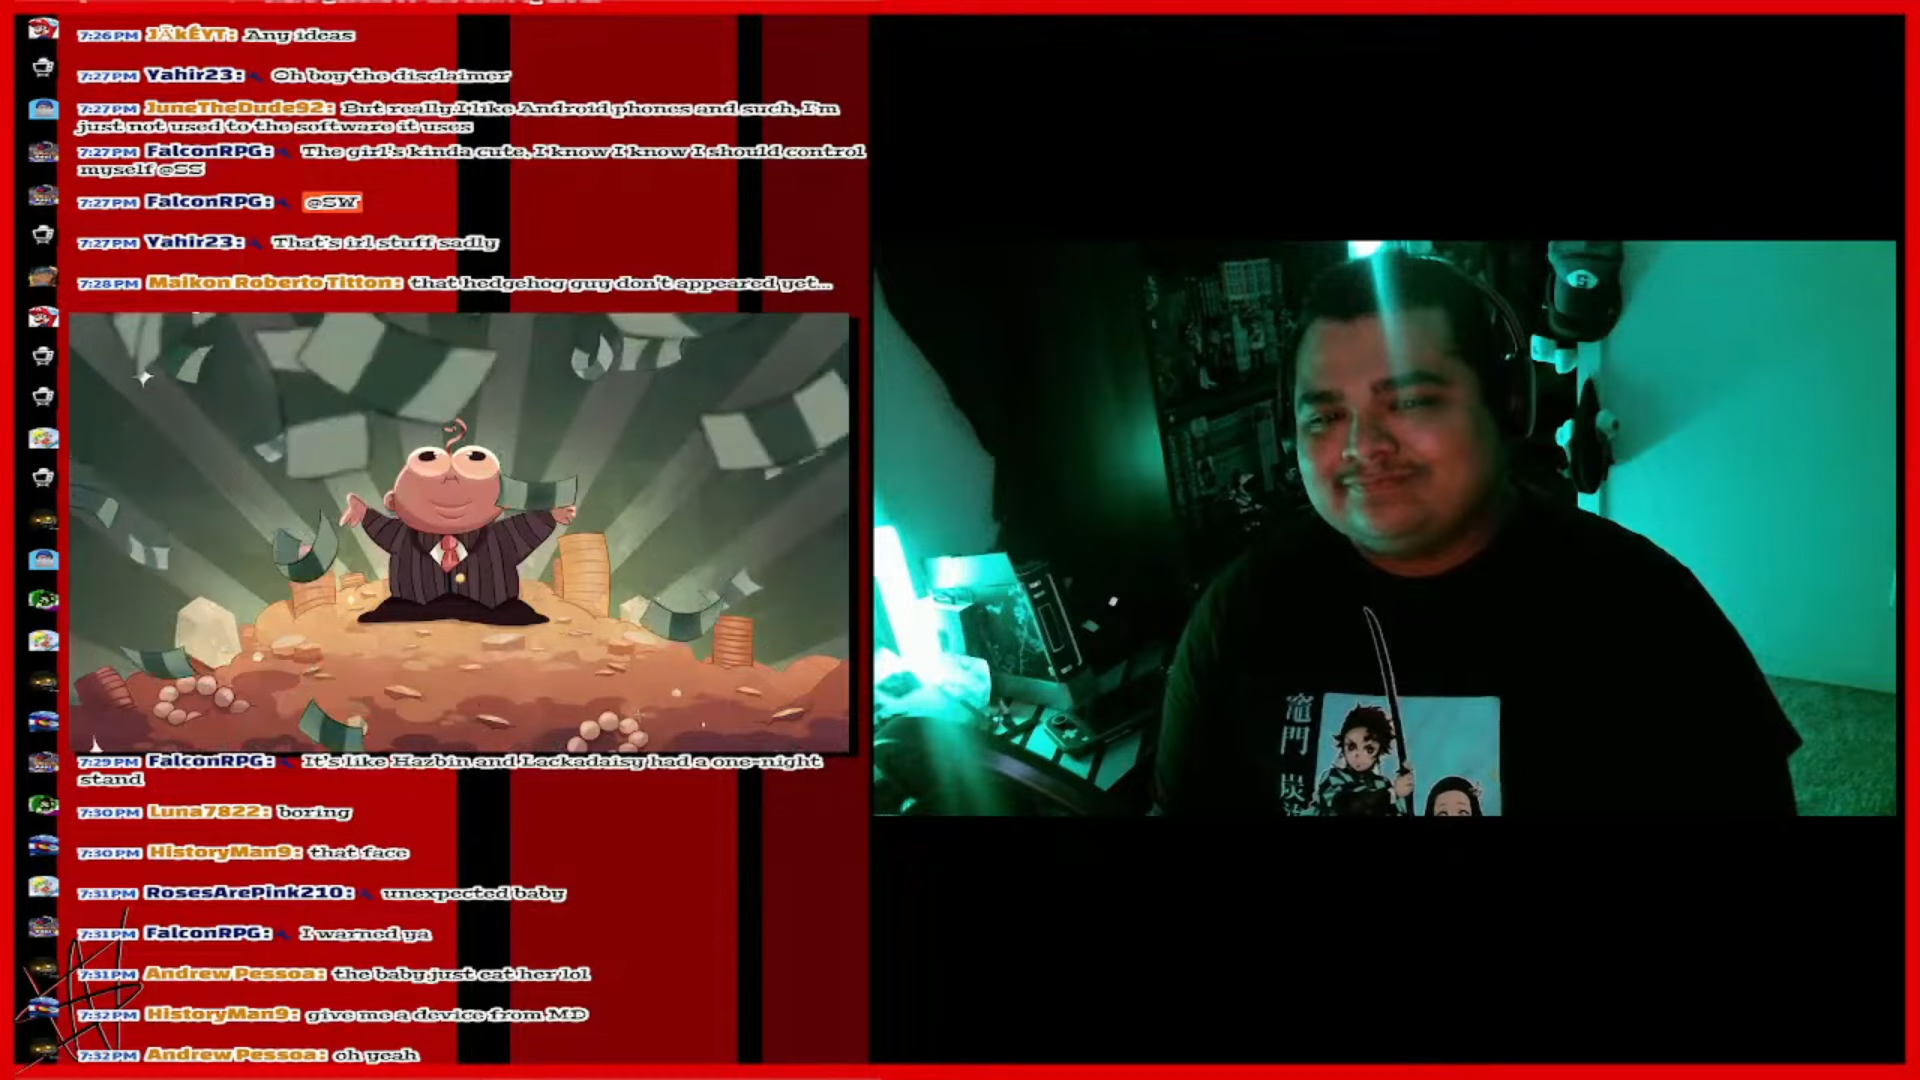 7:26 PM JÄkÉYT: Any ideas
7:27 PM Yahir23: Oh boy the disclaimer
7:27 PM JuneTheDude92: But really I like Android phones and such, I'm
just not used to the software it uses
7:27 PM FalconRPG: The girl's kinda cute, I know I know I should control
myself @SS
7:27 PM FalconRPG: @SW
7:27 PM Yahir23: That's irl stuff sadly
7:28 PM Maikon Roberto Titton: that hedgehog guy don't appeared yet...
7:29 PM FalconRPG: It's like Hazbin and Lackadaisy had a one-night
stand
7:30 PM Luna7822: boring
7:30 PM HistoryMan9: that face
7:31 PM RosesArePink210: unexpected baby
7:31 PM FalconRPG: I warned ya
7:31 PM Andrew Pessoa: the baby just eat her lol
7:32 PM HistoryMan9: give me a device from MD
7:32 PM Andrew Pessoa: oh yeah
S
竈
門
炭